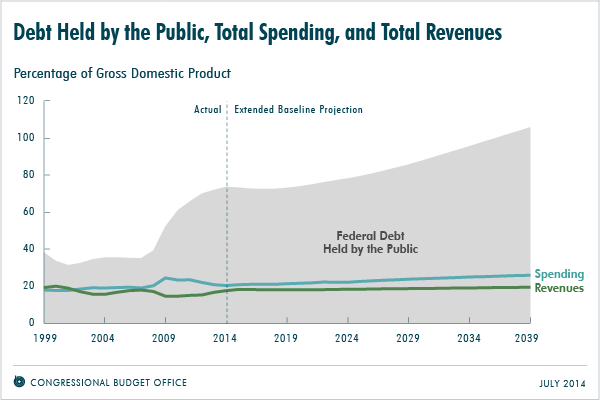 Debt Held by the Public, Total Spending, and Total Revenues
Percentage of Gross Domestic Product
120
Actual Extended Baseline Projection
100
80
60
Federal Debt
Held by the Public
40
Spending
20
Revenues
0
1999 2004 2009 2014 2019 2024 2029 2034 2039
CONGRESSIONAL BUDGET OFFICE JULY 2014